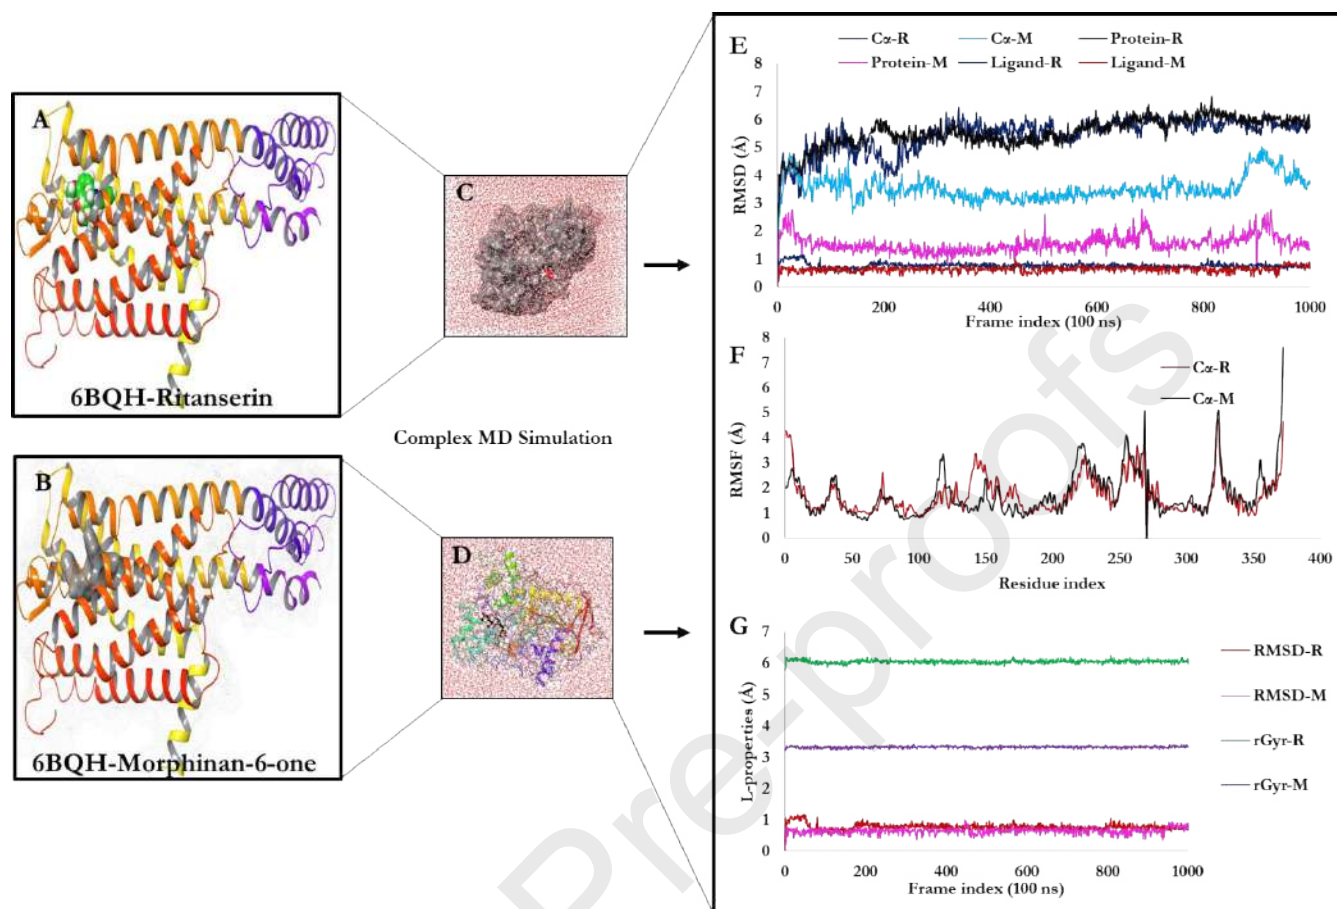 A
6BQH-Ritanserin
B
6BQH-Morphinan-6-one
C
Complex MD Simulation
D
E
Cα-R Cα-M Protein-R
Protein-M Ligand-R Ligand-M
RMSD (Å)
8
7
6
5
4
3
2
1
0
0 200 400 600 800 1000
Frame index (100 ns)
F
Cα-R
Cα-M
RMSF (Å)
8
7
6
5
4
3
2
1
0
0 50 100 150 200 250 300 350 400
Residue index
G
RMSD-R
RMSD-M
rGyr-R
rGyr-M
L-properties (Å)
7
6
5
4
3
2
1
0
0 200 400 600 800 1000
Frame index (100 ns)
Pre-proofs